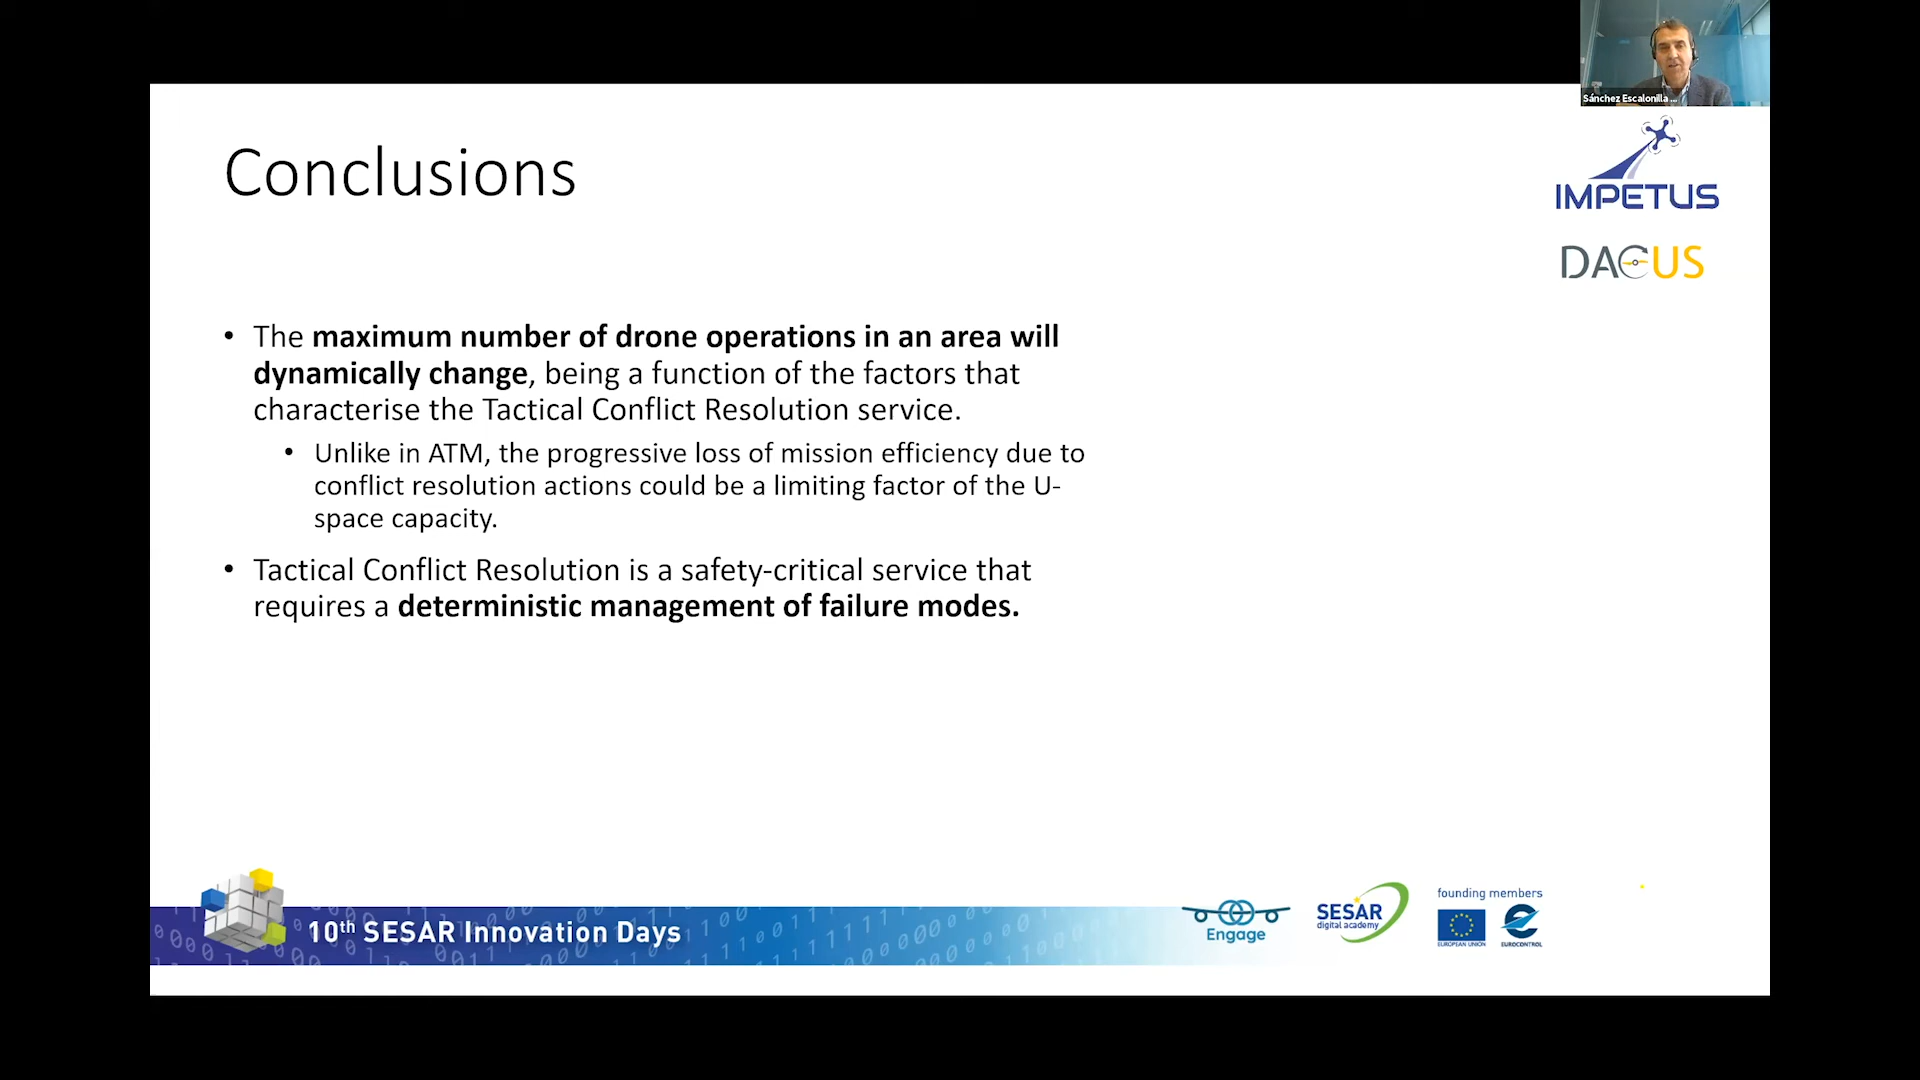 Sánchez Escalonilla ...
Conclusions
IMPETUS
DACUS
• The maximum number of drone operations in an area will
dynamically change, being a function of the factors that
characterise the Tactical Conflict Resolution service.
• Unlike in ATM, the progressive loss of mission efficiency due to
conflict resolution actions could be a limiting factor of the U-
space capacity.
• Tactical Conflict Resolution is a safety-critical service that
requires a deterministic management of failure modes.
10th SESAR Innovation Days
Engage
SESAR
digital academy
founding members
EUROPEAN UNION
EUROCONTROL